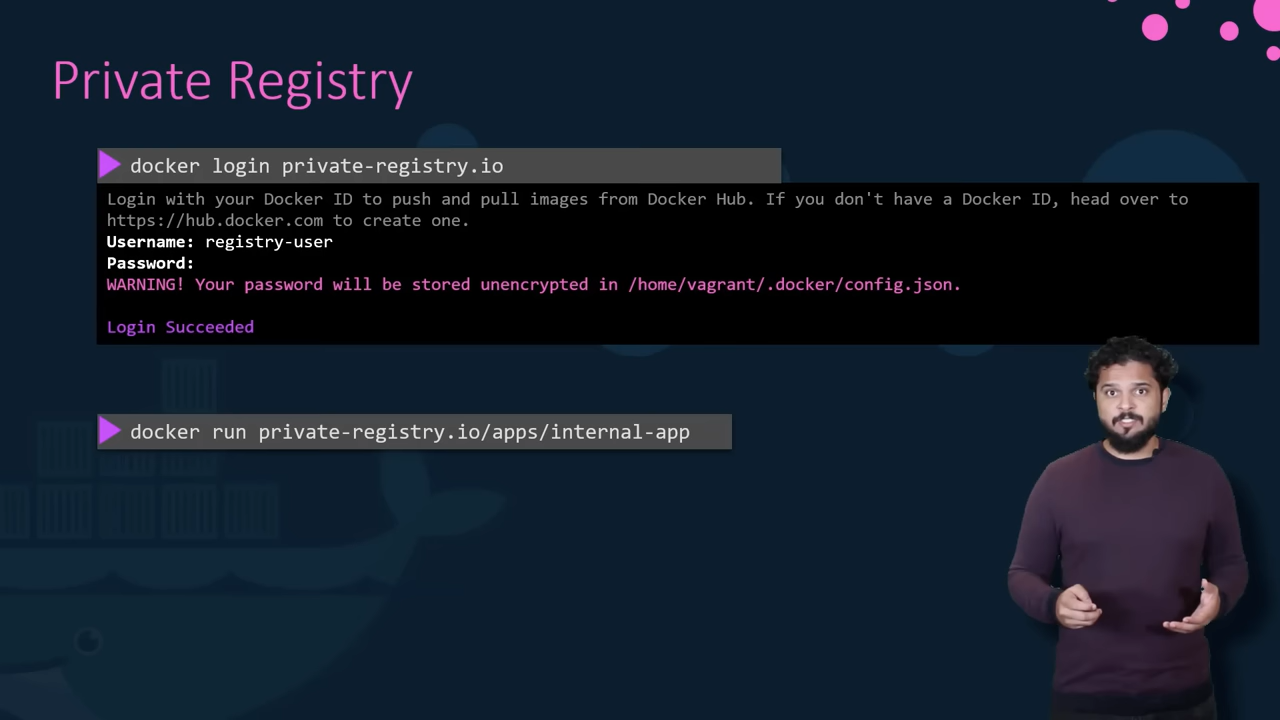 Private Registry
docker login private-registry.io
Login with your Docker ID to push and pull images from Docker Hub. If you don't have a Docker ID, head over to
https://hub.docker.com to create one.
Username: registry-user
Password:
WARNING! Your password will be stored unencrypted in /home/vagrant/.docker/config.json.
Login Succeeded
docker run private-registry.io/apps/internal-app